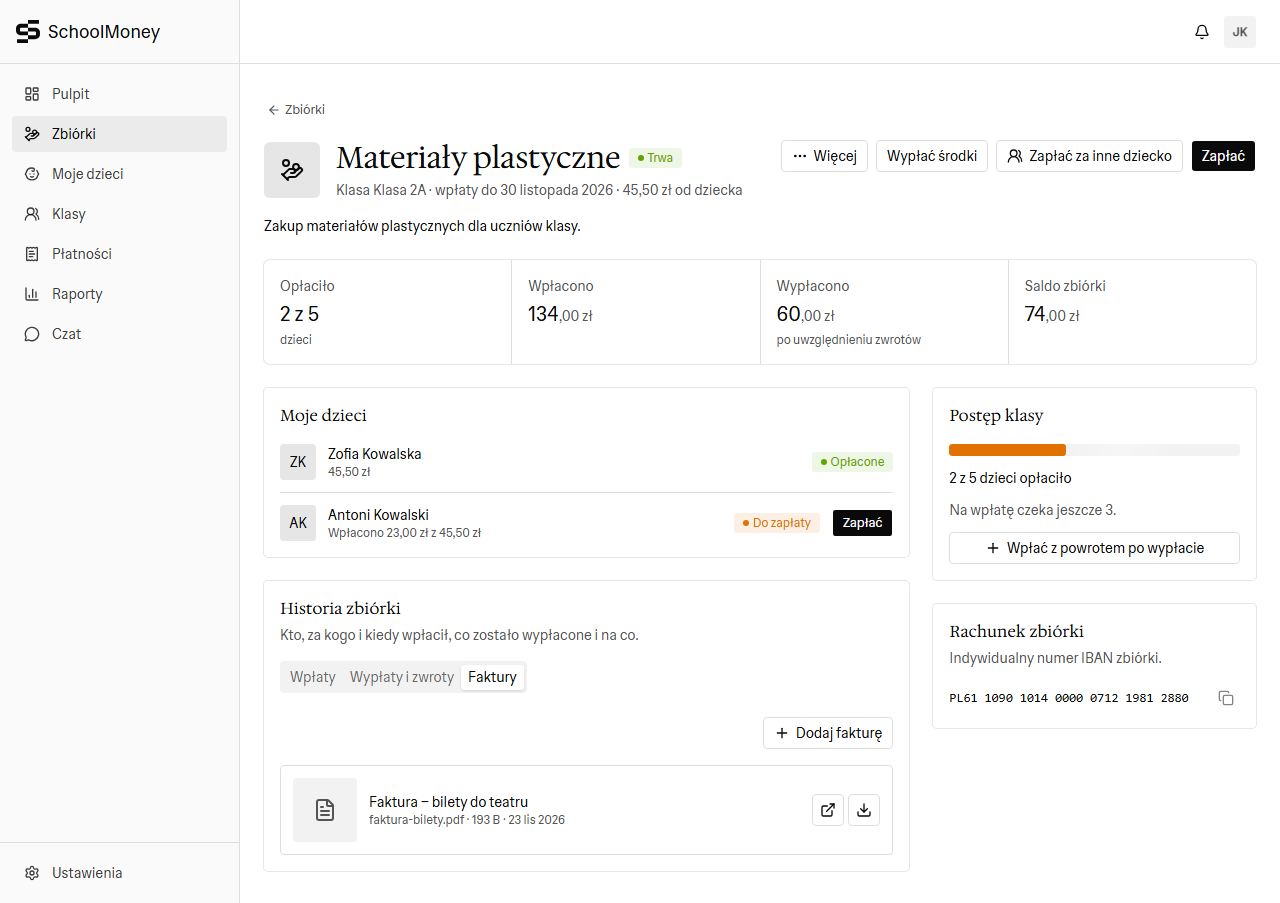 SchoolMoney
JK
Pulpit
Zbiórki
Moje dzieci
Klasy
Płatności
Raporty
Czat
Ustawienia
Zbiórki
Materiały plastyczne
Trwa
Klasa Klasa 2A · wpłaty do 30 listopada 2026 · 45,50 zł od dziecka
Więcej
Wypłać środki
Zapłać za inne dziecko
Zapłać
Zakup materiałów plastycznych dla uczniów klasy.
Opłaciło
2 z 5
dzieci
Wpłacono
134,00 zł
Wypłacono
60,00 zł
po uwzględnieniu zwrotów
Saldo zbiórki
74,00 zł
Moje dzieci
ZK
Zofia Kowalska
45,50 zł
Opłacone
AK
Antoni Kowalski
Wpłacono 23,00 zł z 45,50 zł
Do zapłaty
Zapłać
Historia zbiórki
Kto, za kogo i kiedy wpłacił, co zostało wypłacone i na co.
Wpłaty
Wypłaty i zwroty
Faktury
Dodaj fakturę
Faktura – bilety do teatru
faktura-bilety.pdf · 193 B · 23 lis 2026
Postęp klasy
2 z 5 dzieci opłaciło
Na wpłatę czeka jeszcze 3.
Wpłać z powrotem po wypłacie
Rachunek zbiórki
Indywidualny numer IBAN zbiórki.
PL61 1090 1014 0000 0712 1981 2880